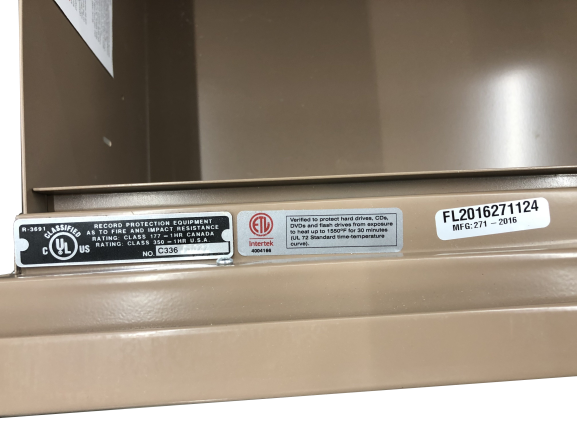 R-3691
CLASSIFIED
C UL US
RECORD PROTECTION EQUIPMENT
AS TO FIRE AND IMPACT RESISTANCE
RATING: CLASS 177 - 1HR CANADA
RATING: CLASS 350 - 1HR U.S.A.
NO. C336
ETL
Intertek
4004166
Verified to protect hard drives, CDs,
DVDs and flash drives from exposure
to heat up to 1550°F for 30 minutes
(UL 72 Standard time-temperature
curve).
FL2016271124
MFG: 271 - 2016